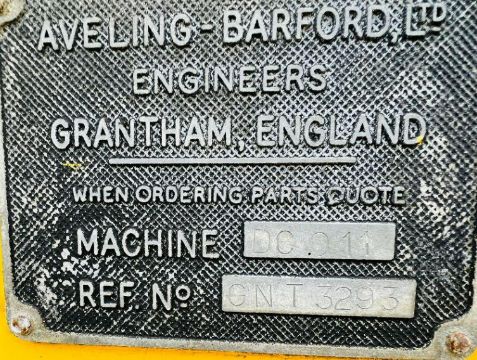 AVELING-BARFORD, LTD
ENGINEERS
GRANTHAM, ENGLAND
WHEN ORDERING PARTS QUOTE
MACHINE DC 011
REF. No GNT 3293